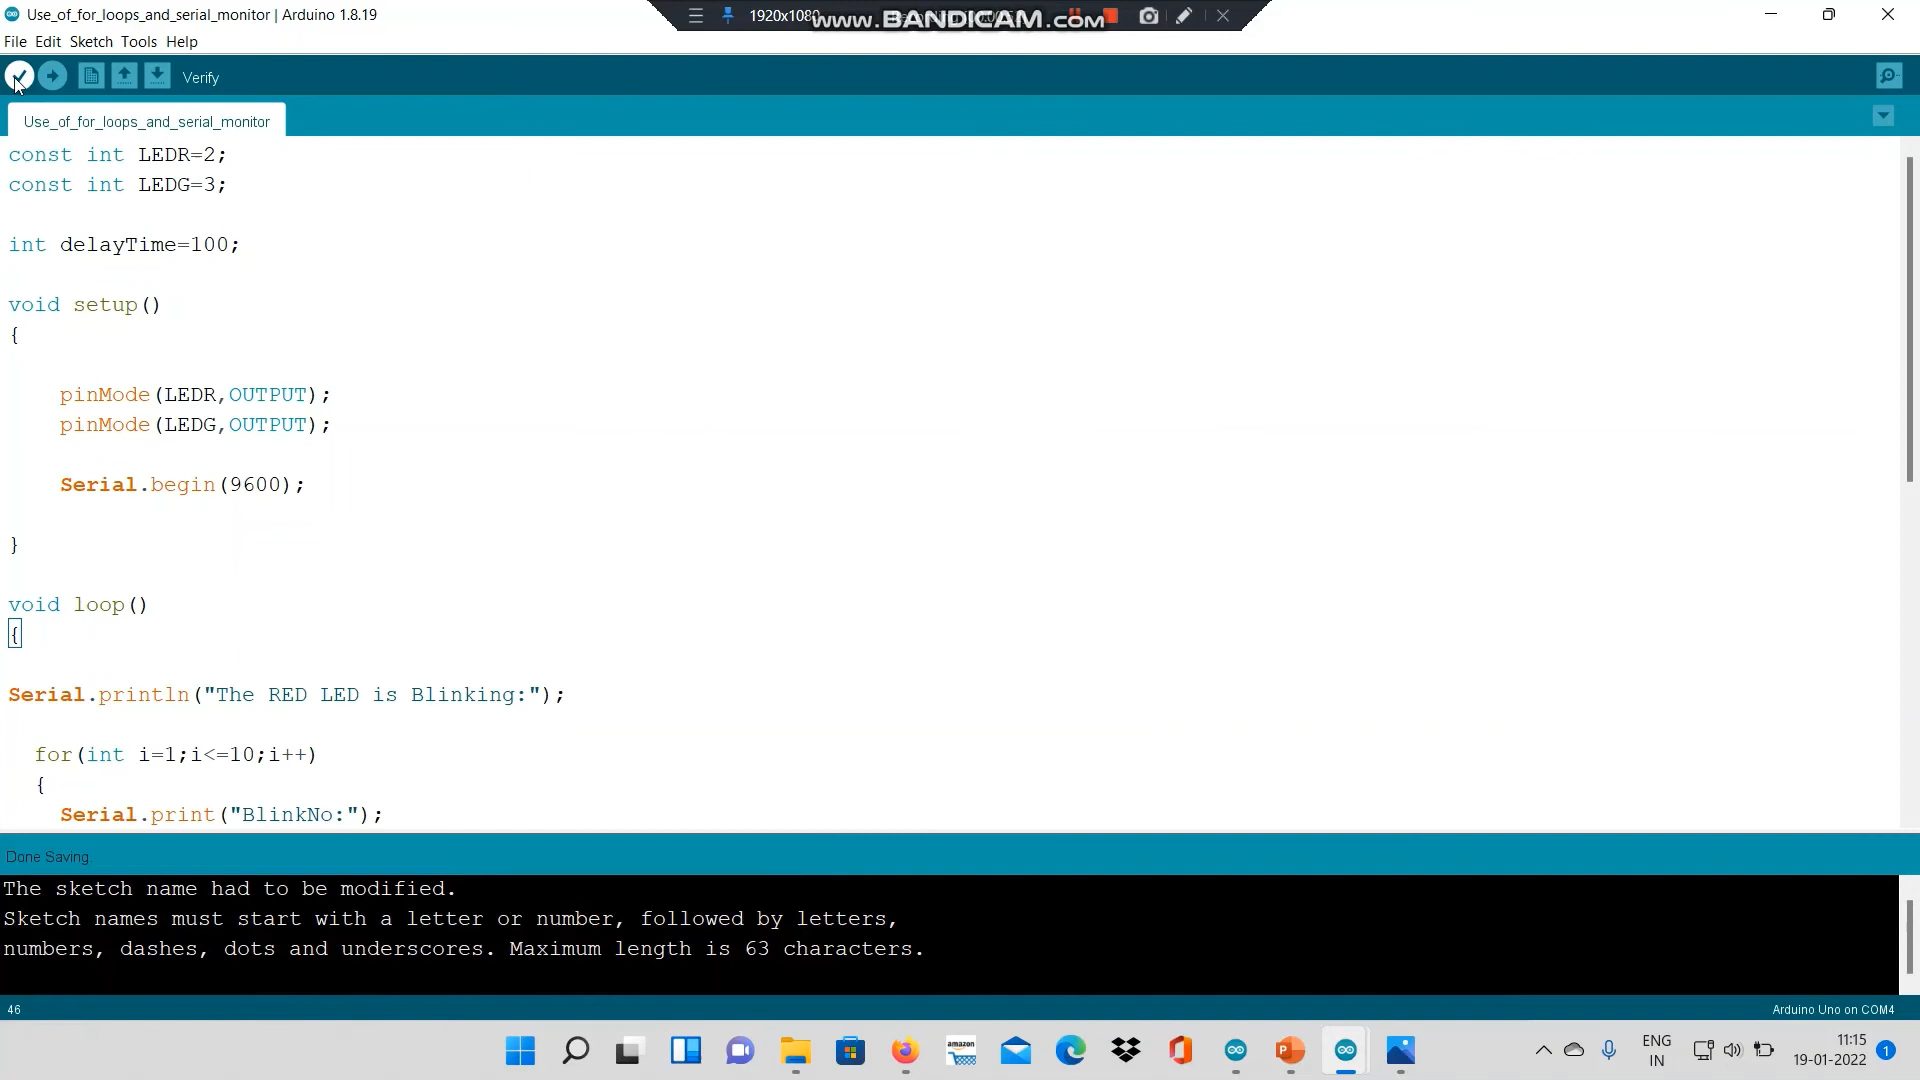 Use_of_for_loops_and_serial_monitor | Arduino 1.8.19
1920x1080
www.BANDICAM.com
File Edit Sketch Tools Help
Verify
Use_of_for_loops_and_serial_monitor
const int LEDR=2;
const int LEDG=3;
int delayTime=100;
void setup()
{
pinMode(LEDR,OUTPUT);
pinMode(LEDG,OUTPUT);
Serial.begin(9600);
}
void loop()
{
Serial.println("The RED LED is Blinking:");
for(int i=1;i<=10;i++)
{
Serial.print("BlinkNo:");
Done Saving
The sketch name had to be modified.
Sketch names must start with a letter or number, followed by letters,
numbers, dashes, dots and underscores. Maximum length is 63 characters.
46
Arduino Uno on COM4
amazon
ENG
IN
11:15
19-01-2022
1